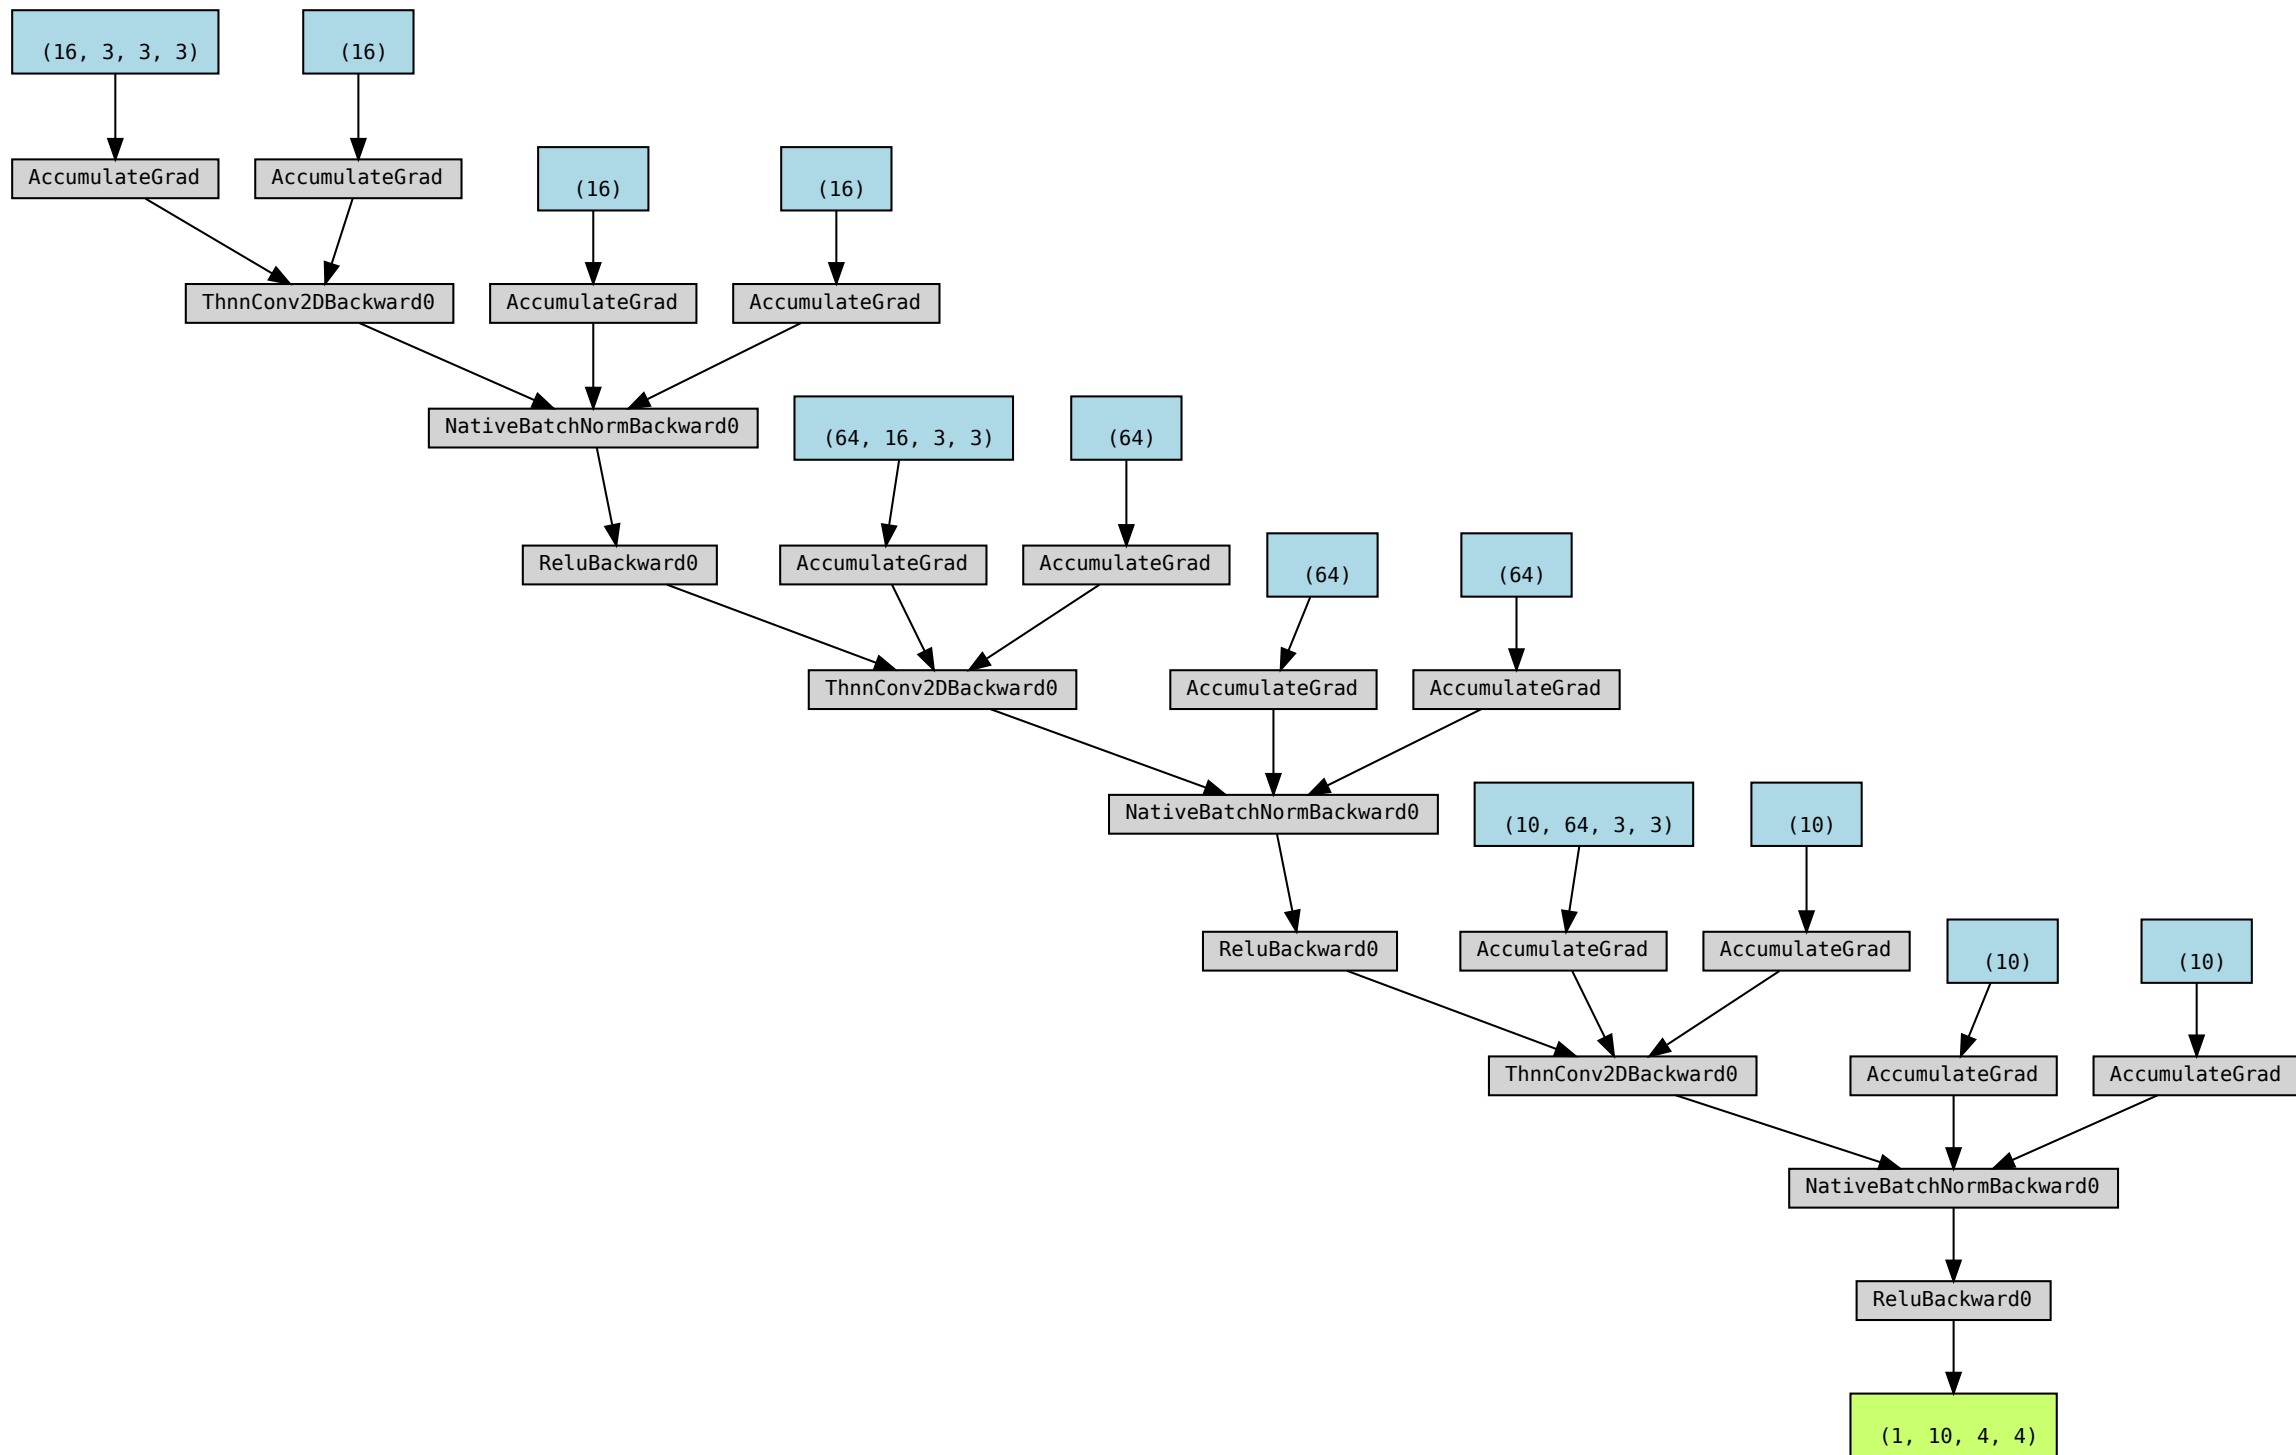 (16, 3, 3, 3)
(16)
AccumulateGrad
AccumulateGrad
(16)
(16)
ThnnConv2DBackward0
AccumulateGrad
AccumulateGrad
NativeBatchNormBackward0
(64, 16, 3, 3)
(64)
ReluBackward0
AccumulateGrad
AccumulateGrad
(64)
(64)
ThnnConv2DBackward0
AccumulateGrad
AccumulateGrad
NativeBatchNormBackward0
(10, 64, 3, 3)
(10)
ReluBackward0
AccumulateGrad
AccumulateGrad
(10)
(10)
ThnnConv2DBackward0
AccumulateGrad
AccumulateGrad
NativeBatchNormBackward0
ReluBackward0
(1, 10, 4, 4)